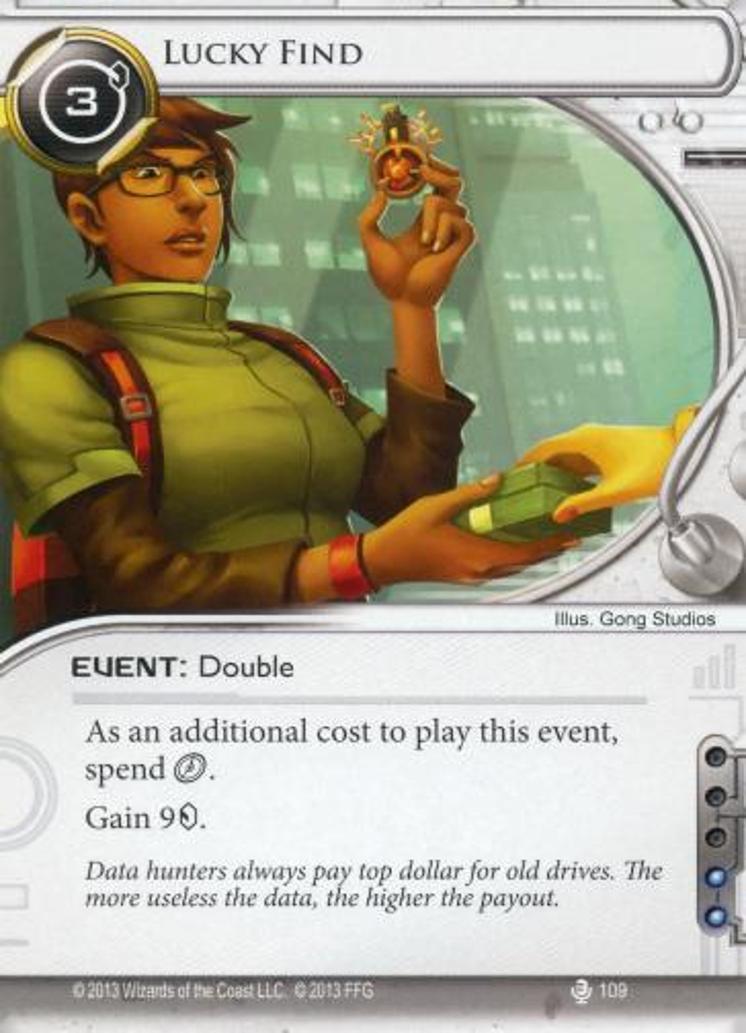 Lucky Find
3
Illus. Gong Studios
EVENT: Double
As an additional cost to play this event,
spend .
Gain 9.
Data hunters always pay top dollar for old drives. The
more useless the data, the higher the payout.
© 2013 Wizards of the Coast LLC. © 2013 FFG
109